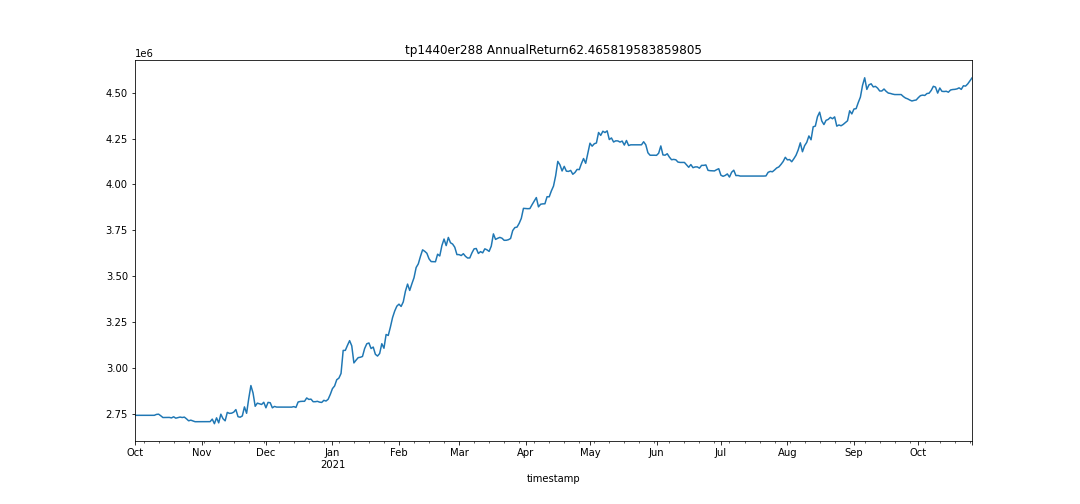 tp1440er288 AnnualReturn62.465819583859805
1e6
4.50
4.25
4.00
3.75
3.50
3.25
3.00
2.75
Oct Nov Dec Jan Feb Mar Apr May Jun Jul Aug Sep Oct
2021
timestamp